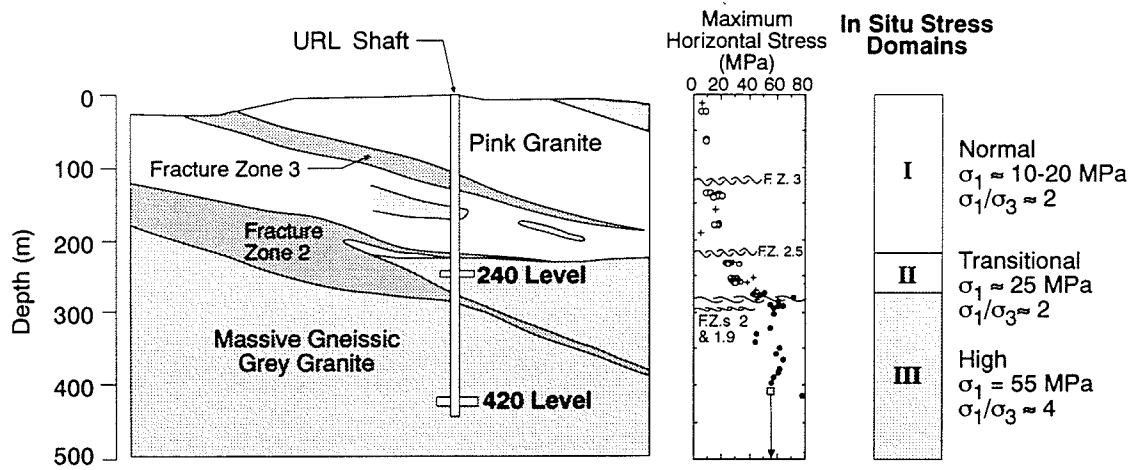 URL Shaft
Maximum
Horizontal Stress
(MPa)
0 20 40 60 80
In Situ Stress
Domains
Depth (m)
0
100
200
300
400
500
Pink Granite
Fracture Zone 3
Fracture
Zone 2
240 Level
Massive Gneissic
Grey Granite
420 Level
F.Z. 3
F.Z. 2.5
F.Z.s 2
& 1.9
I
Normal
σ1 ≈ 10-20 MPa
σ1/σ3 ≈ 2
II
Transitional
σ1 ≈ 25 MPa
σ1/σ3 ≈ 2
III
High
σ1 = 55 MPa
σ1/σ3 ≈ 4